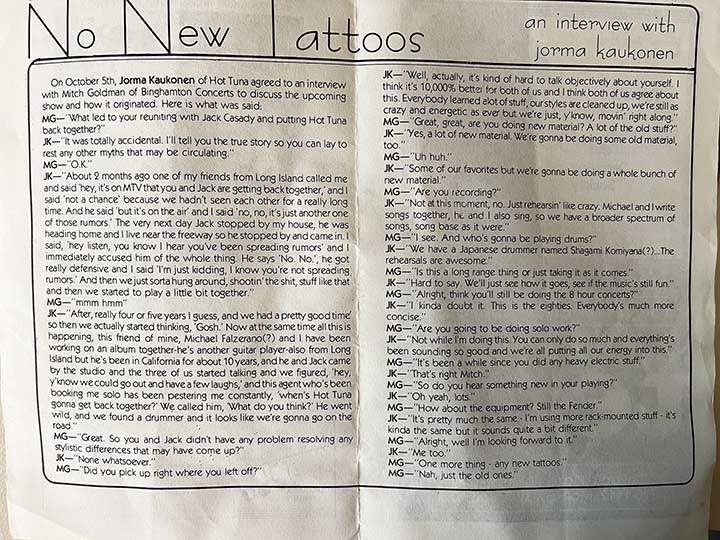 No New Tattoos
an interview with
jorma kaukonen
On October 5th, Jorma Kaukonen of Hot Tuna agreed to an interview
with Mitch Goldman of Binghamton Concerts to discuss the upcoming
show and how it originated. Here is what was said:
MG—"What led to your reuniting with Jack Casady and putting Hot Tuna
back together?"
JK—"It was totally accidental. I'll tell you the true story so you can lay to
rest any other myths that may be circulating."
MG—"O.K."
JK—"About 2 months ago one of my friends from Long Island called me
and said 'hey, it's on MTV that you and Jack are getting back together,' and I
said 'not a chance' because we hadn't seen each other for a really long
time. And he said 'but it's on the air' and I said 'no, no, it's just another one
of those rumors.' The very next day Jack stopped by my house, he was
heading home and I live near the freeway so he stopped by and came in. I
said, 'hey listen, you know I hear you've been spreading rumors' and I
immediately accused him of the whole thing. He says 'No. No.', he got
really defensive and I said 'I'm just kidding, I know you're not spreading
rumors.' And then we just sorta hung around, shootin' the shit, stuff like that
and then we started to play a little bit together."
MG—"mmm hmm"
JK—"After, really four or five years I guess, and we had a pretty good time'
so then we actually started thinking, 'Gosh.' Now at the same time all this is
happening, this friend of mine, Michael Falzerano(?) and I have been
working on an album together-he's another guitar player-also from Long
Island but he's been in California for about 10 years, and he and Jack came
by the studio and the three of us started talking and we figured, 'hey,
y'know we could go out and have a few laughs,' and this agent who's been
booking me solo has been pestering me constantly, 'when's Hot Tuna
gonna get back together?' We called him, 'What do you think?' He went
wild, and we found a drummer and it looks like we're gonna go on the
road."
MG—"Great. So you and Jack didn't have any problem resolving any
stylistic differences that may have come up?"
JK—"None whatsoever."
MG—"Did you pick up right where you left off?"
JK—"Well, actually, it's kind of hard to talk objectively about yourself. I
think it's 10,000% better for both of us and I think both of us agree about
this. Everybody learned alot of stuff, our styles are cleaned up, we're still as
crazy and energetic as ever but we're just, y'know, movin' right along."
MG—"Great, great, are you doing new material? A lot of the old stuff?"
JK—"Yes, a lot of new material. We're gonna be doing some old material,
too."
MG—"Uh huh."
JK—"Some of our favorites but we're gonna be doing a whole bunch of
new material."
MG—"Are you recording?"
JK—"Not at this moment, no. Just rehearsin' like crazy. Michael and I write
songs together, he and I also sing, so we have a broader spectrum of
songs, song base as it were."
MG—"I see. And who's gonna be playing drums?"
JK—'We have a Japanese drummer named Shagami Komiyana(?)...The
rehearsals are awesome."
MG—"Is this a long range thing or just taking it as it comes."
JK—"Hard to say. We'll just see how it goes, see if the music's still fun."
MG—"Alright, think you'll still be doing the 8 hour concerts?"
JK—"I kinda doubt it. This is the eighties. Everybody's much more
concise."
MG—"Are you going to be doing solo work?"
JK—"Not while I'm doing this. You can only do so much and everything's
been sounding so good and we're all putting all our energy into this."
MG—"It's been a while since you did any heavy electric stuff."
JK—'That's right Mitch."
MG—"So do you hear something new in your playing?"
JK—"Oh yeah, lots."
MG—"How about the equipment? Still the Fender."
JK—"It's pretty much the same - I'm using more rack-mounted stuff - it's
kinda the same but it sounds quite a bit different."
MG—"Alright, well I'm looking forward to it."
JK—"Me too."
MG—"One more thing - any new tattoos."
MG—"Nah, just the old ones."